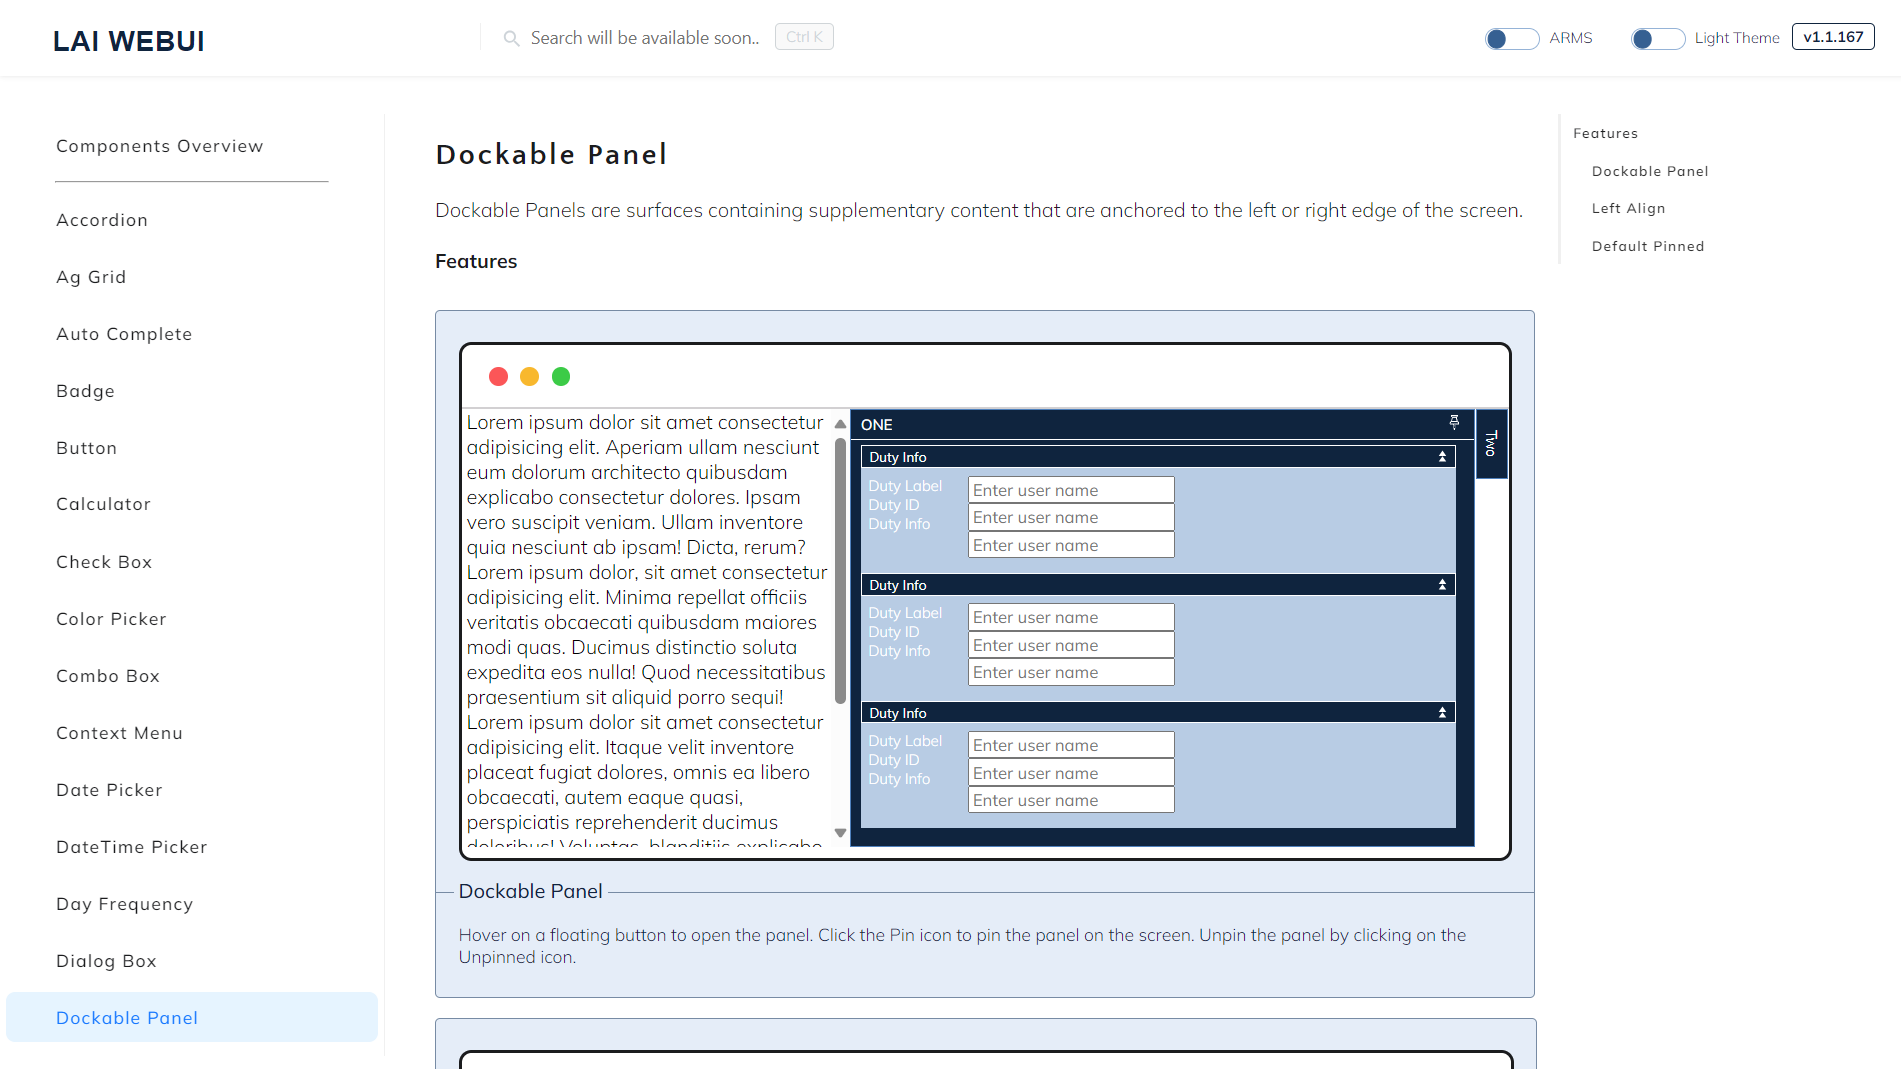 LAI WEBUI
Search will be available soon..
Ctrl K
ARMS
Light Theme
v1.1.167
Components Overview
Accordion
Ag Grid
Auto Complete
Badge
Button
Calculator
Check Box
Color Picker
Combo Box
Context Menu
Date Picker
DateTime Picker
Day Frequency
Dialog Box
Dockable Panel
Dockable Panel
Dockable Panels are surfaces containing supplementary content that are anchored to the left or right edge of the screen.
Features
Lorem ipsum dolor sit amet consectetur
adipisicing elit. Aperiam ullam nesciunt
eum dolorum architecto quibusdam
explicabo consectetur dolores. Ipsam
vero suscipit veniam. Ullam inventore
quia nesciunt ab ipsam! Dicta, rerum?
Lorem ipsum dolor, sit amet consectetur
adipisicing elit. Minima repellat officiis
veritatis obcaecati quibusdam maiores
modi quas. Ducimus distinctio soluta
expedita eos nulla! Quod necessitatibus
praesentium sit aliquid porro sequi!
Lorem ipsum dolor sit amet consectetur
adipisicing elit. Itaque velit inventore
placeat fugiat dolores, omnis ea libero
obcaecati, autem eaque quasi,
perspiciatis reprehenderit ducimus
doloribus! Voluptas, blanditiis explicabo
ONE
Duty Info
Duty Label
Duty ID
Duty Info
Enter user name
Enter user name
Enter user name
Duty Info
Duty Label
Duty ID
Duty Info
Enter user name
Enter user name
Enter user name
Duty Info
Duty Label
Duty ID
Duty Info
Enter user name
Enter user name
Enter user name
Two
Dockable Panel
Hover on a floating button to open the panel. Click the Pin icon to pin the panel on the screen. Unpin the panel by clicking on the
Unpinned icon.
Features
Dockable Panel
Left Align
Default Pinned